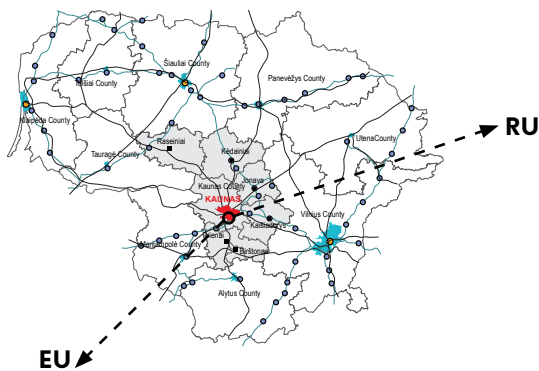 Šiauliai County
Panevėžys County
Telšiai County
Klaipėda County
RU
Raseiniai
UtenaCounty
Tauragė County
Kėdainiai
Kaunas County
Jonava
KAUNAS
Vilnius County
Kaišiadorys
Marijampolė County
Prienai
Birštonas
Alytus County
EU